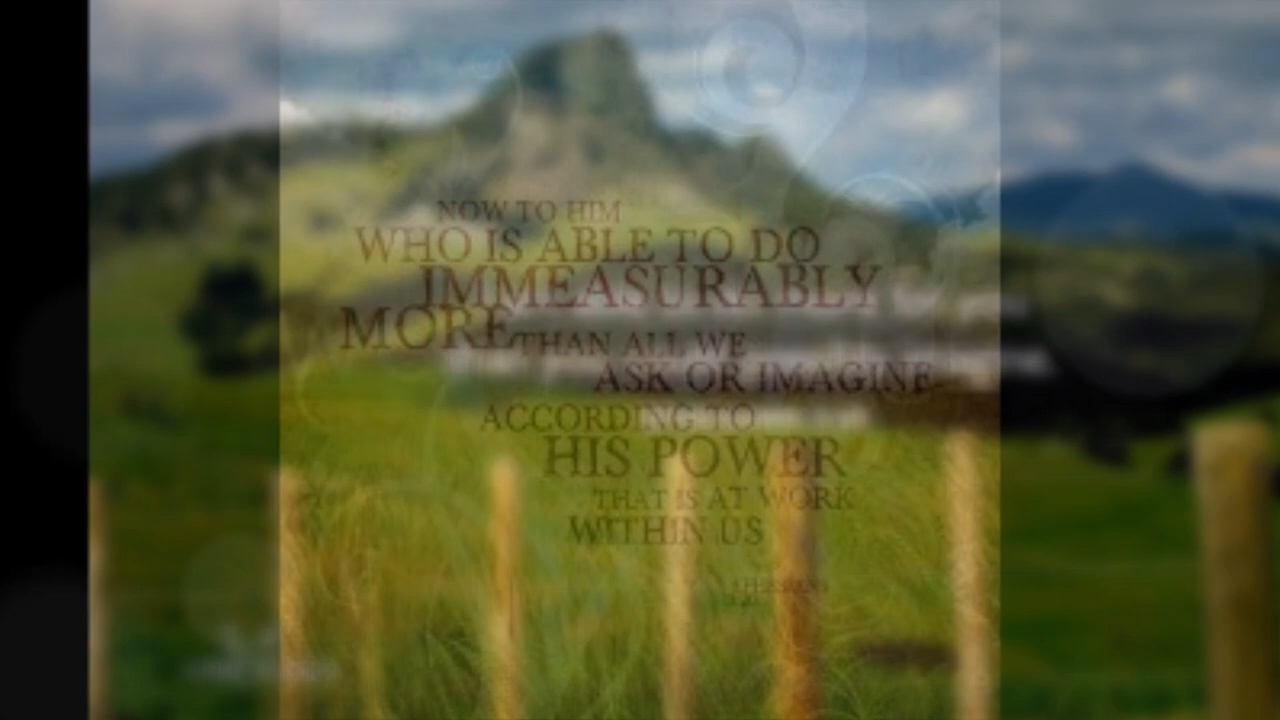 NOW TO HIM
WHO IS ABLE TO DO
IMMEASURABLY
MORE THAN ALL WE
ASK OR IMAGINE
ACCORDING TO
HIS POWER
THAT IS AT WORK
WITHIN US